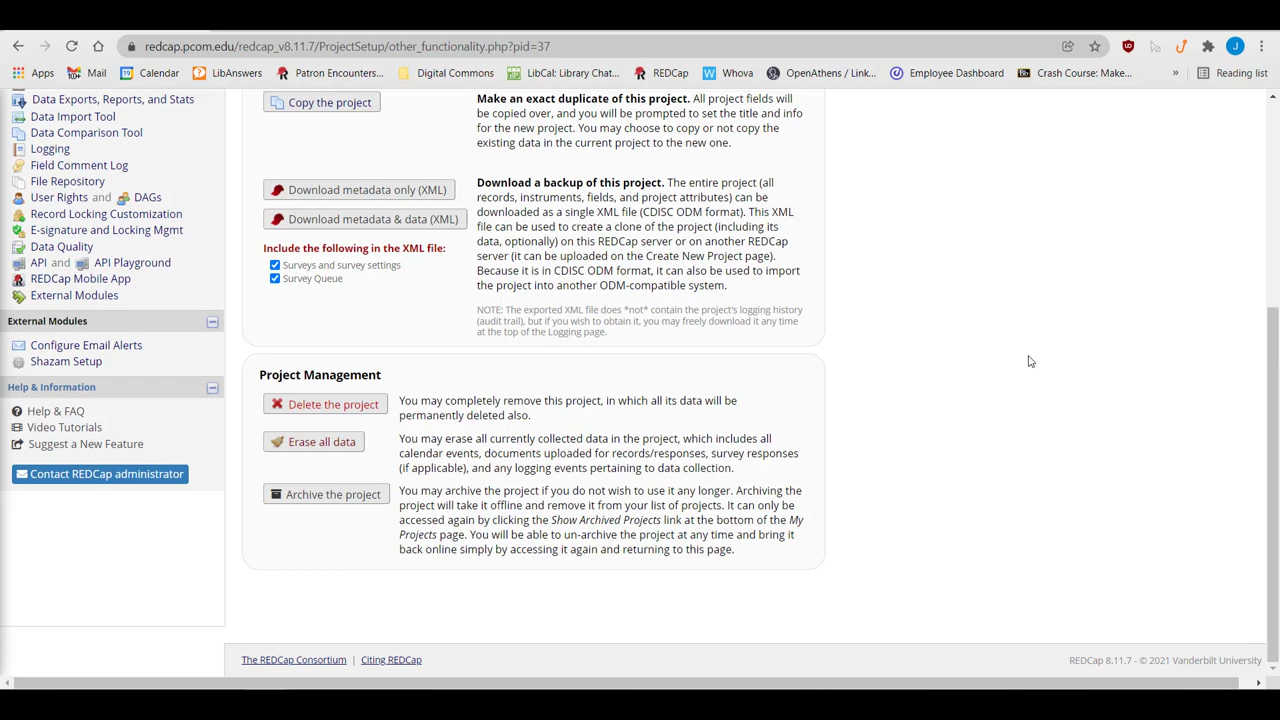 redcap.pcom.edu/redcap_v8.11.7/ProjectSetup/other_functionality.php?pid=37
J
Apps
10+
Mail
Calendar
LibAnswers
Patron Encounters...
Digital Commons
LibCal: Library Chat...
REDCap
W
Whova
OpenAthens / Link...
Employee Dashboard
Crash Course: Make...
»
Reading list
Data Exports, Reports, and Stats
Data Import Tool
Data Comparison Tool
Logging
Field Comment Log
File Repository
User Rights and DAGs
Record Locking Customization
E-signature and Locking Mgmt
Data Quality
API and API Playground
REDCap Mobile App
External Modules
External Modules
Configure Email Alerts
Shazam Setup
Help & Information
Help & FAQ
Video Tutorials
Suggest a New Feature
Contact REDCap administrator
Copy the project
Make an exact duplicate of this project. All project fields will
be copied over, and you will be prompted to set the title and info
for the new project. You may choose to copy or not copy the
existing data in the current project to the new one.
Download metadata only (XML)
Download metadata & data (XML)
Include the following in the XML file:
Surveys and survey settings
Survey Queue
Download a backup of this project. The entire project (all
records, instruments, fields, and project attributes) can be
downloaded as a single XML file (CDISC ODM format). This XML
file can be used to create a clone of the project (including its
data, optionally) on this REDCap server or on another REDCap
server (it can be uploaded on the Create New Project page).
Because it is in CDISC ODM format, it can also be used to import
the project into another ODM-compatible system.
NOTE: The exported XML file does *not* contain the project's logging history
(audit trail), but if you wish to obtain it, you may freely download it any time
at the top of the Logging page.
Project Management
Delete the project
You may completely remove this project, in which all its data will be
permanently deleted also.
Erase all data
You may erase all currently collected data in the project, which includes all
calendar events, documents uploaded for records/responses, survey responses
(if applicable), and any logging events pertaining to data collection.
Archive the project
You may archive the project if you do not wish to use it any longer. Archiving the
project will take it offline and remove it from your list of projects. It can only be
accessed again by clicking the Show Archived Projects link at the bottom of the My
Projects page. You will be able to un-archive the project at any time and bring it
back online simply by accessing it again and returning to this page.
The REDCap Consortium | Citing REDCap
REDCap 8.11.7 - © 2021 Vanderbilt University